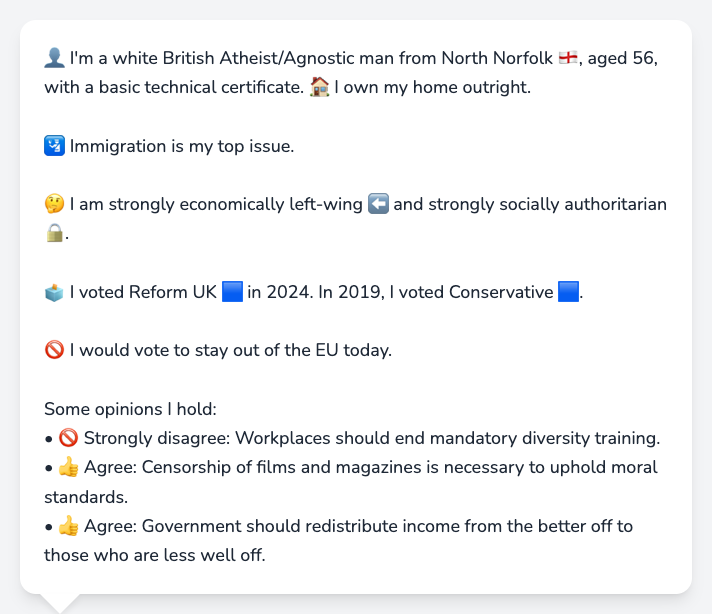 👤 I'm a white British Atheist/Agnostic man from North Norfolk 🏴󠁧󠁢󠁥󠁮󠁧󠁿, aged 56,
with a basic technical certificate. 🏠 I own my home outright.
🛂 Immigration is my top issue.
🤔 I am strongly economically left-wing ⬅️ and strongly socially authoritarian
🔒.
🗳️ I voted Reform UK 🟦 in 2024. In 2019, I voted Conservative 🟦.
🚫 I would vote to stay out of the EU today.
Some opinions I hold:
• 🚫 Strongly disagree: Workplaces should end mandatory diversity training.
• 👍 Agree: Censorship of films and magazines is necessary to uphold moral
standards.
• 👍 Agree: Government should redistribute income from the better off to
those who are less well off.